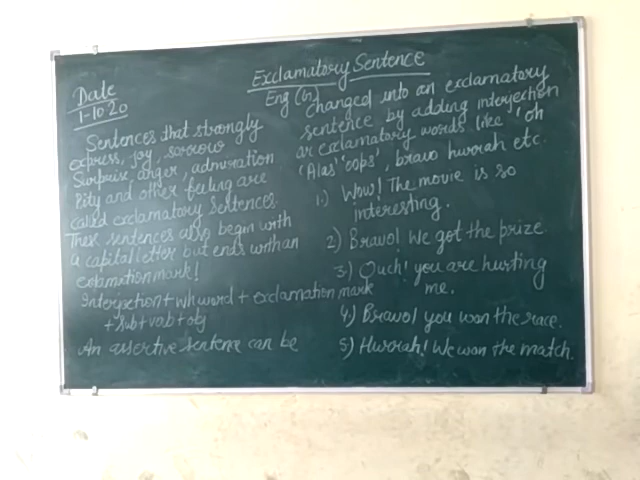 Exclamatory Sentence
Eng (G)
Date
1-10 20
Sentences that strongly
express, joy, sorrow
Surprise, anger, admiration
Pity and other feeling are
called exclamatory Sentences.
These sentences also begin with
a capital letter but ends with an
exlamation mark!
Interjection + wh word + exclamation mark
+ Sub + verb + obj
An assertive sentence can be
Changed into an exclamatory
sentence by adding interjection
or exclamatory words like 'oh
'Alas' 'oops', bravo hurrah etc.
1.) Wow! The movie is so
interesting.
2) Bravo! We got the prize.
3) Ouch! you are hurting
me.
4) Bravo! you won the race.
5) Hurrah! We won the match.